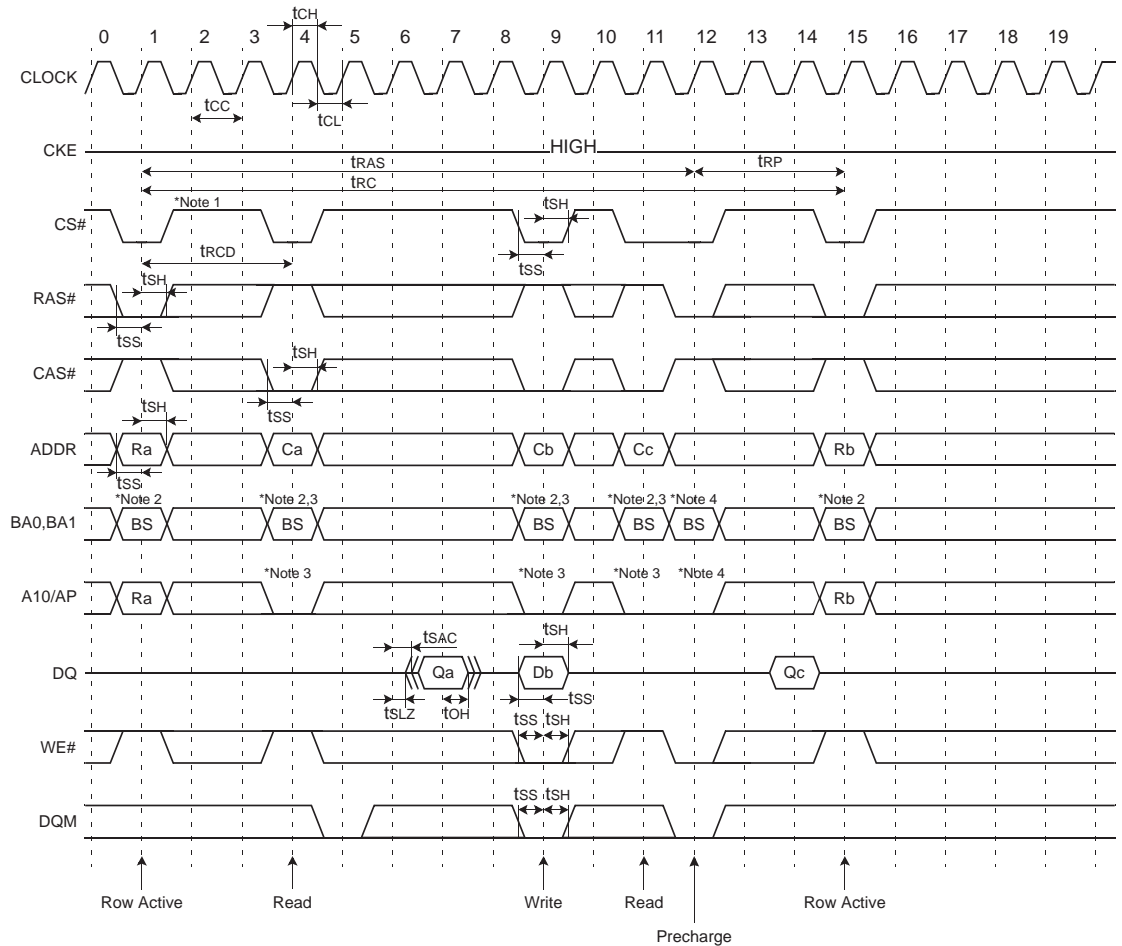 tCH
0 1 2 3 4 5 6 7 8 9 10 11 12 13 14 15 16 17 18 19
CLOCK
tCC
tCL
CKE
HIGH
tRAS
tRP
tRC
*Note 1
CS#
tSH
tRCD
tSS
tSH
RAS#
tSS
CAS#
tSH
tSS
tSH
ADDR
Ra Ca Cb Cc Rb
tSS
*Note 2 *Note 2,3 *Note 2,3 *Note 2,3 *Note 4 *Note 2
BA0,BA1
BS BS BS BS BS BS
*Note 3 *Note 3 *Note 3 *Note 4
A10/AP
Ra Rb
tSAC
tSH
DQ
Qa Db Qc
tSS
tSLZ
tOH
tSS tSH
WE#
tSS tSH
DQM
Row Active Read Write Read Row Active
Precharge